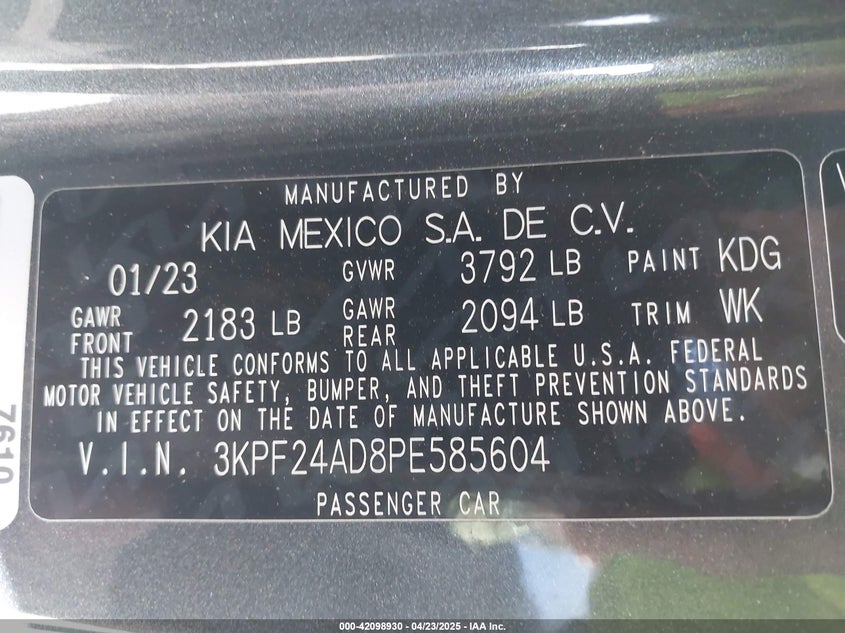 MANUFACTURED BY
KIA MEXICO S.A. DE C.V.
01/23 GVWR 3792 LB PAINT KDG
GAWR FRONT 2183 LB GAWR REAR 2094 LB TRIM WK
THIS VEHICLE CONFORMS TO ALL APPLICABLE U.S.A. FEDERAL
MOTOR VEHICLE SAFETY, BUMPER, AND THEFT PREVENTION STANDARDS
IN EFFECT ON THE DATE OF MANUFACTURE SHOWN ABOVE.
V.I.N. 3KPF24AD8PE585604
PASSENGER CAR
000-42098930 - 04/23/2025 - IAA Inc.